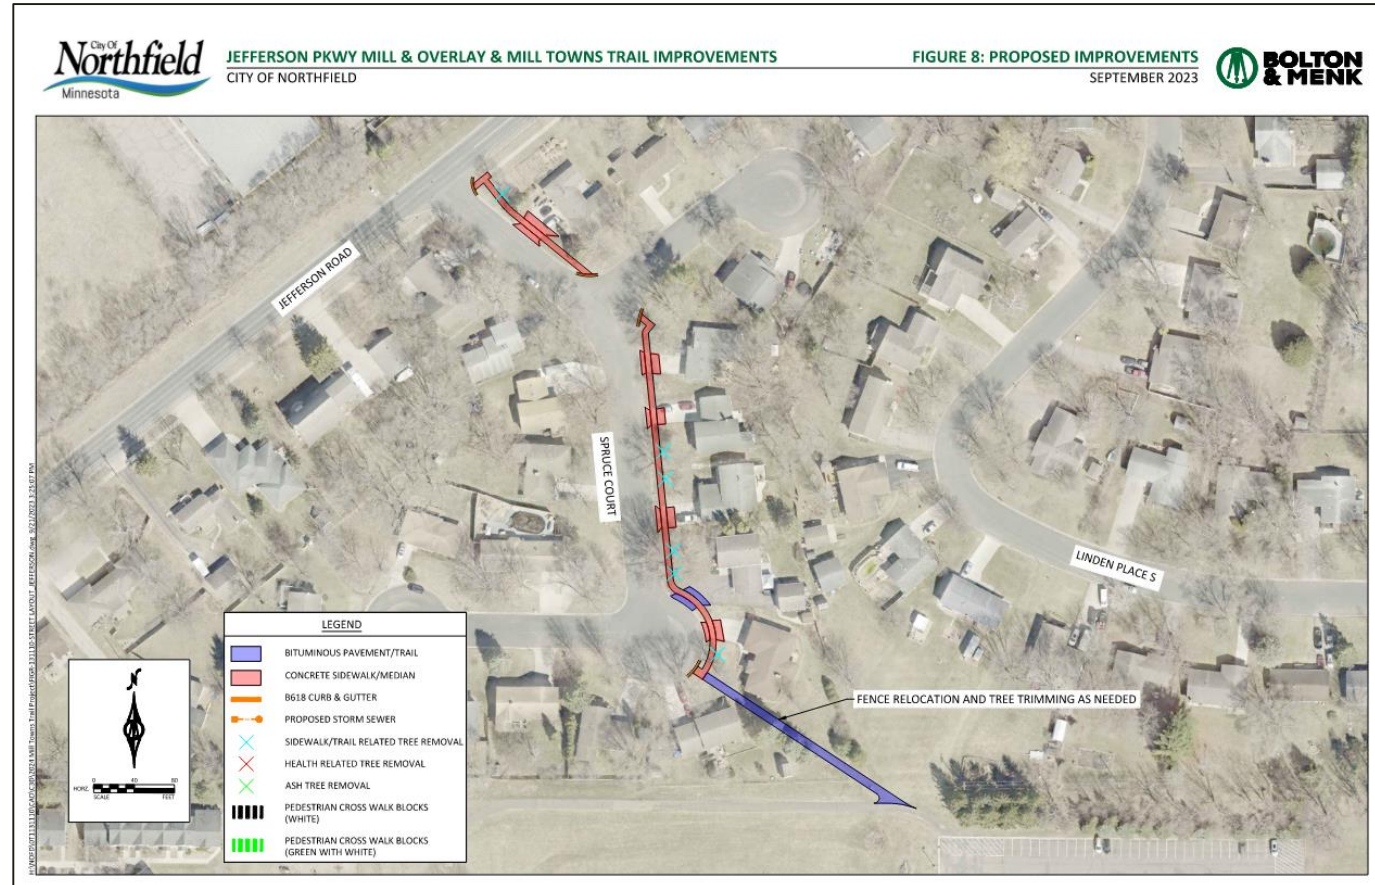 City Of
Northfield
Minnesota
JEFFERSON PKWY MILL & OVERLAY & MILL TOWNS TRAIL IMPROVEMENTS
CITY OF NORTHFIELD
FIGURE 8: PROPOSED IMPROVEMENTS
SEPTEMBER 2023
BOLTON
& MENK
JEFFERSON ROAD
SPRUCE COURT
LINDEN PLACE S
FENCE RELOCATION AND TREE TRIMMING AS NEEDED
N
HORZ.
0 40 80
SCALE FEET
LEGEND
BITUMINOUS PAVEMENT/TRAIL
CONCRETE SIDEWALK/MEDIAN
B618 CURB & GUTTER
PROPOSED STORM SEWER
SIDEWALK/TRAIL RELATED TREE REMOVAL
HEALTH RELATED TREE REMOVAL
ASH TREE REMOVAL
PEDESTRIAN CROSS WALK BLOCKS
(WHITE)
PEDESTRIAN CROSS WALK BLOCKS
(GREEN WITH WHITE)